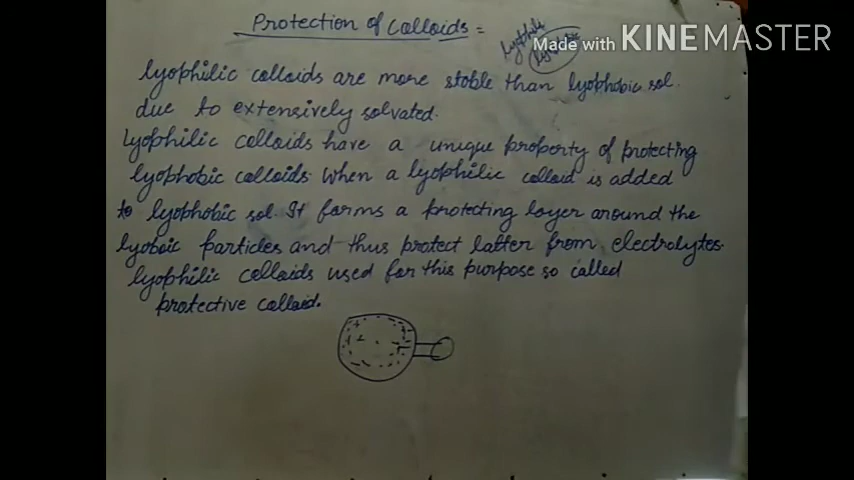 Protection of Colloids =
Made with KINEMASTER
lyophilic colloids are more stable than lyophobic sol.
due to extensively solvated.
Lyophilic colloids have a unique property of protecting
lyophobic colloids. When a lyophilic colloid is added
to lyophobic sol. It forms a protecting layer around the
lyoboic particles and thus protect latter from electrolytes.
lyophilic colloids used for this purpose so called
protective colloid.